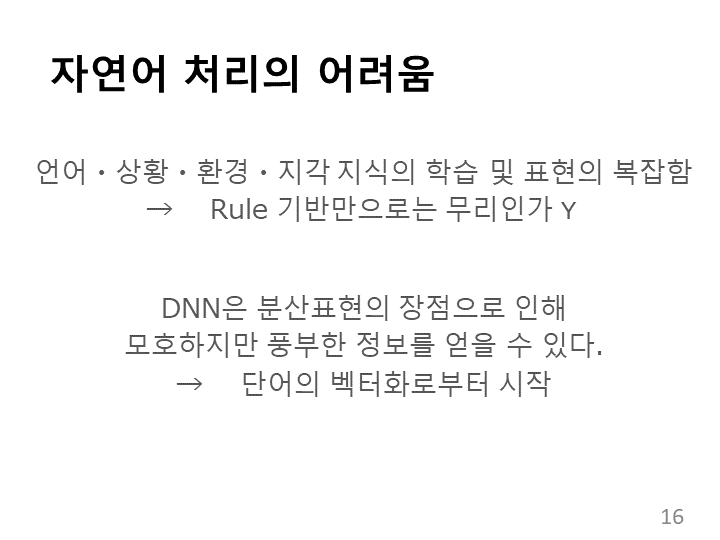 자연어 처리의 어려움
언어・상황・환경・지각 지식의 학습 및 표현의 복잡함
→ Rule 기반만으로는 무리인가 Y
DNN은 분산표현의 장점으로 인해
모호하지만 풍부한 정보를 얻을 수 있다.
→ 단어의 벡터화로부터 시작
16